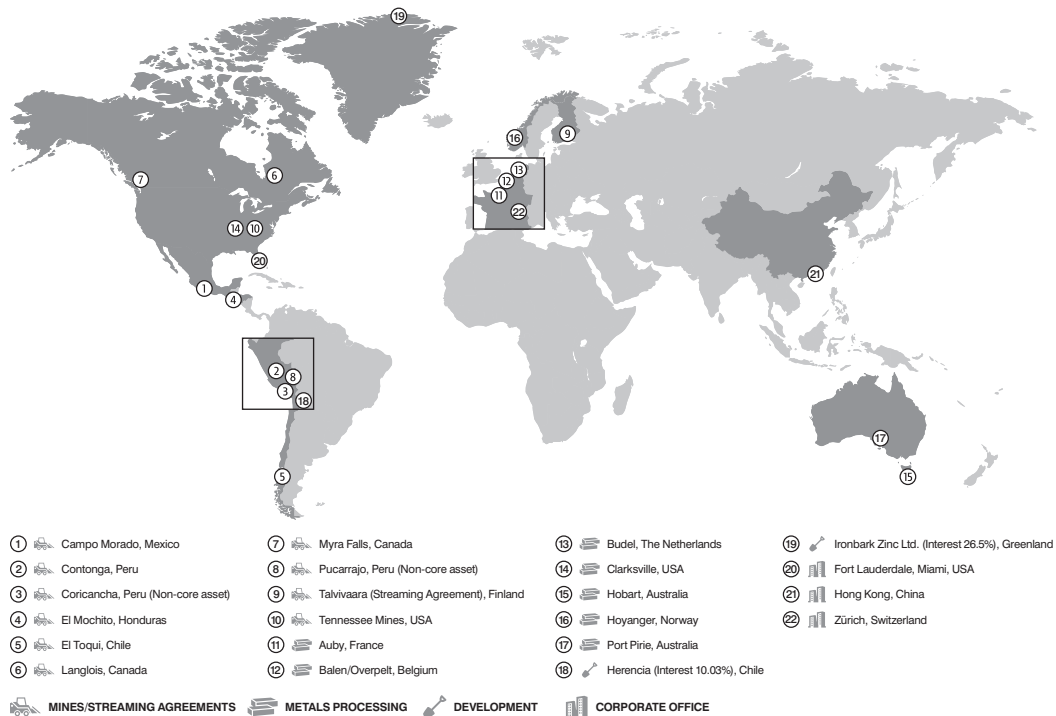 19
16
9
13
12
11
22
7
6
14
10
20
1
4
21
2
8
3
18
17
5
15
1 Campo Morado, Mexico
2 Contonga, Peru
3 Coricancha, Peru (Non-core asset)
4 El Mochito, Honduras
5 El Toqui, Chile
6 Langlois, Canada
7 Myra Falls, Canada
8 Pucarrajo, Peru (Non-core asset)
9 Talvivaara (Streaming Agreement), Finland
10 Tennessee Mines, USA
11 Auby, France
12 Balen/Overpelt, Belgium
13 Budel, The Netherlands
14 Clarksville, USA
15 Hobart, Australia
16 Hoyanger, Norway
17 Port Pirie, Australia
18 Herencia (Interest 10.03%), Chile
19 Ironbark Zinc Ltd. (Interest 26.5%), Greenland
20 Fort Lauderdale, Miami, USA
21 Hong Kong, China
22 Zürich, Switzerland
MINES/STREAMING AGREEMENTS METALS PROCESSING DEVELOPMENT CORPORATE OFFICE